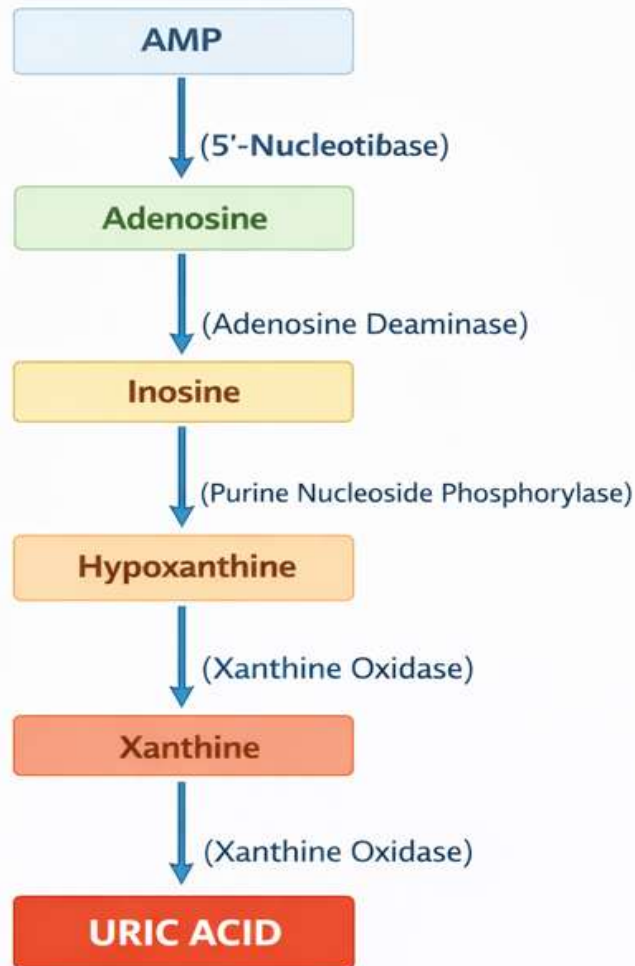 AMP
(5'-Nucleotibase)
Adenosine
(Adenosine Deaminase)
Inosine
(Purine Nucleoside Phosphorylase)
Hypoxanthine
(Xanthine Oxidase)
Xanthine
(Xanthine Oxidase)
URIC ACID